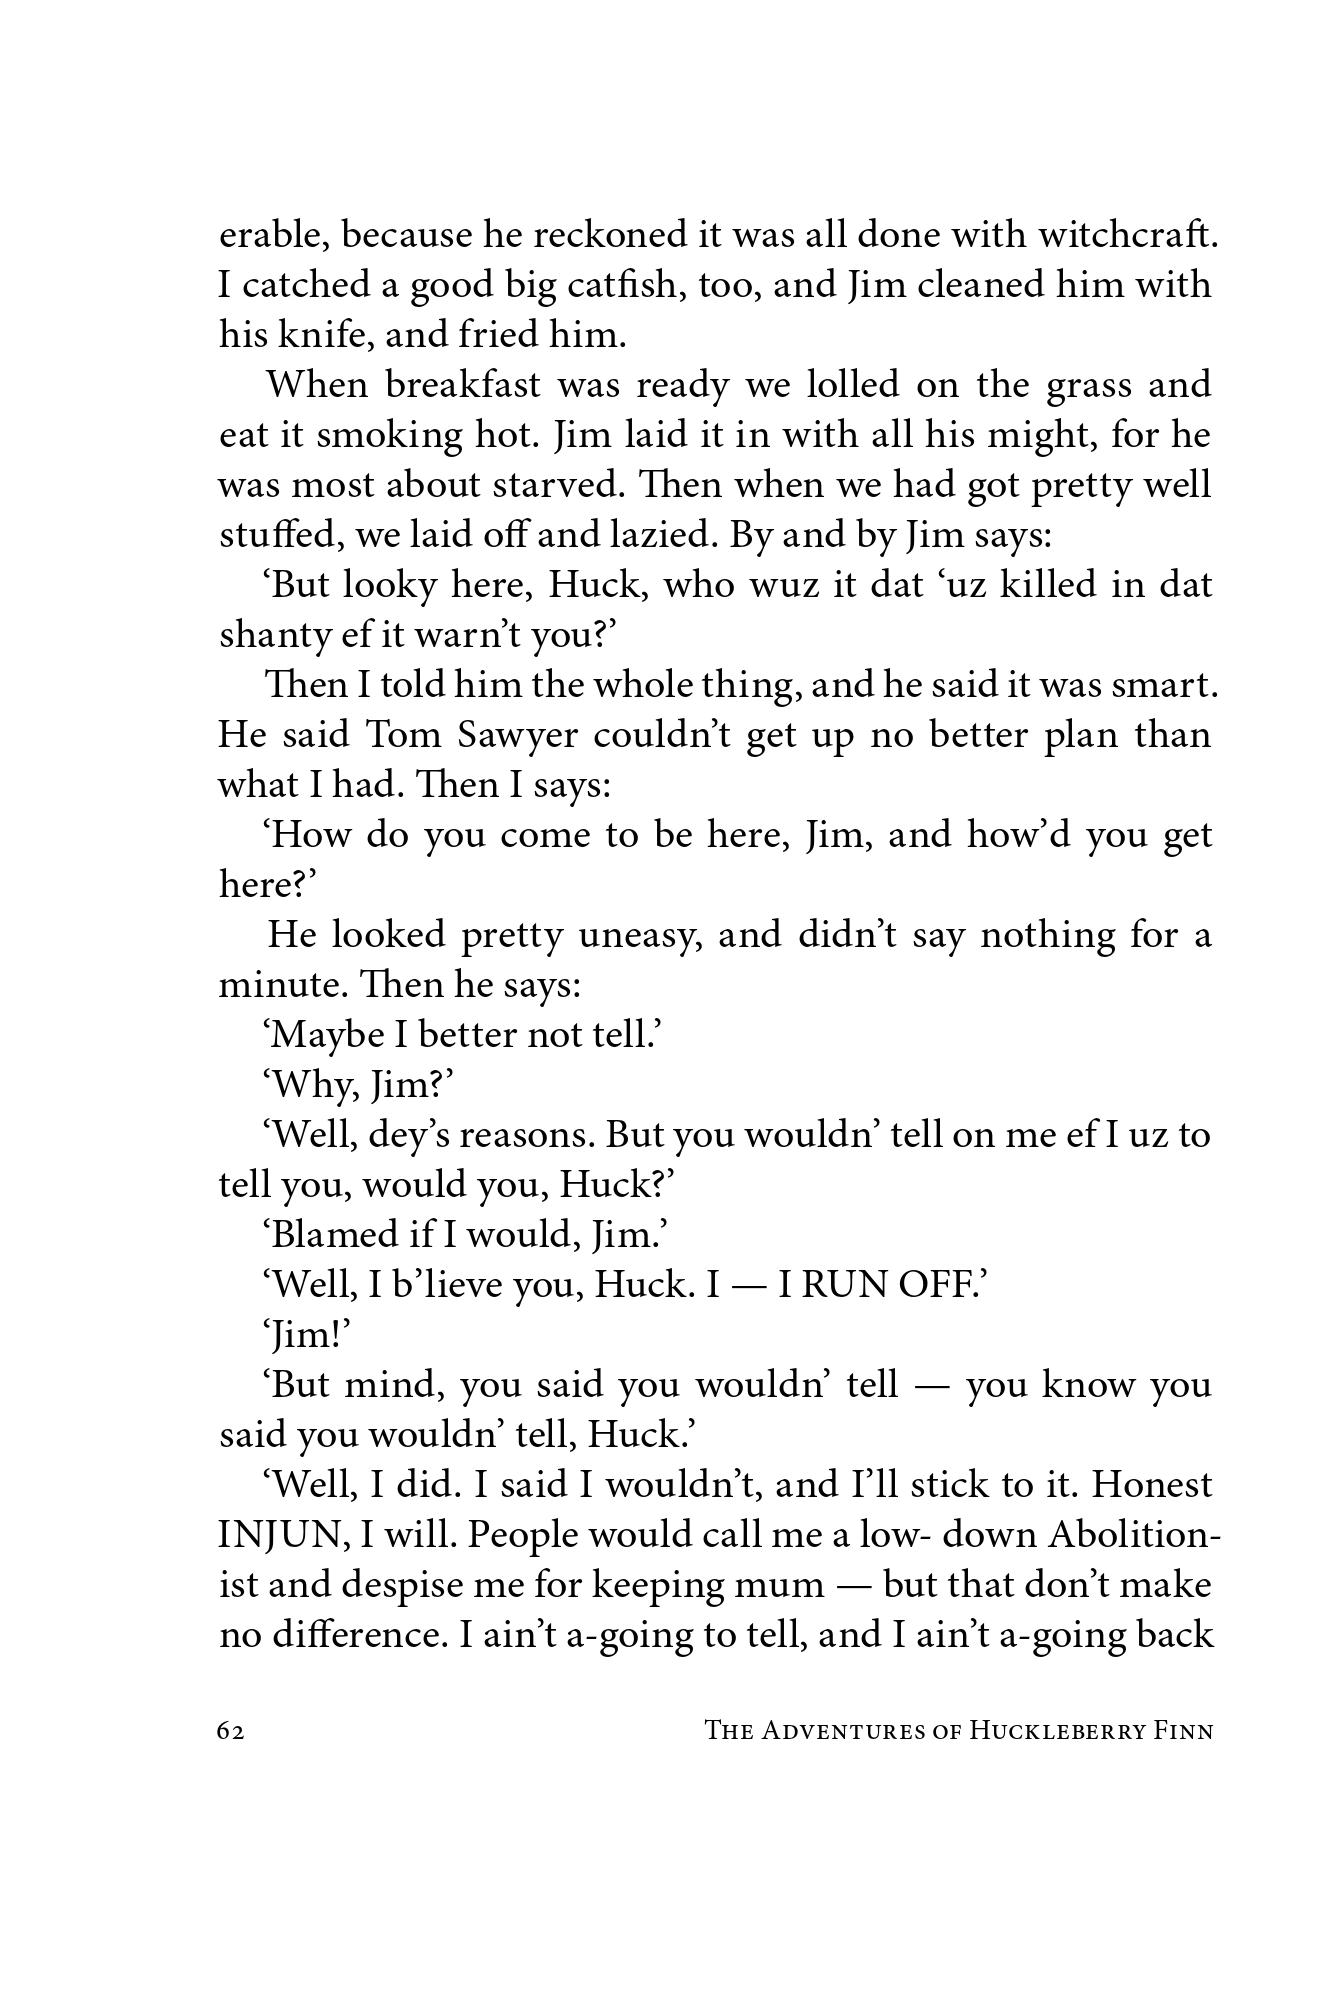 erable, because he reckoned it was all done with witchcraft.
I catched a good big catfish, too, and Jim cleaned him with
his knife, and fried him.
When breakfast was ready we lolled on the grass and
eat it smoking hot. Jim laid it in with all his might, for he
was most about starved. Then when we had got pretty well
stuffed, we laid off and lazied. By and by Jim says:
‘But looky here, Huck, who wuz it dat ‘uz killed in dat
shanty ef it warn’t you?’
Then I told him the whole thing, and he said it was smart.
He said Tom Sawyer couldn’t get up no better plan than
what I had. Then I says:
‘How do you come to be here, Jim, and how’d you get
here?’
He looked pretty uneasy, and didn’t say nothing for a
minute. Then he says:
‘Maybe I better not tell.’
‘Why, Jim?’
‘Well, dey’s reasons. But you wouldn’ tell on me ef I uz to
tell you, would you, Huck?’
‘Blamed if I would, Jim.’
‘Well, I b’lieve you, Huck. I — I RUN OFF.’
‘Jim!’
‘But mind, you said you wouldn’ tell — you know you
said you wouldn’ tell, Huck.’
‘Well, I did. I said I wouldn’t, and I’ll stick to it. Honest
INJUN, I will. People would call me a low- down Abolition-
ist and despise me for keeping mum — but that don’t make
no difference. I ain’t a-going to tell, and I ain’t a-going back
62 The Adventures of Huckleberry Finn